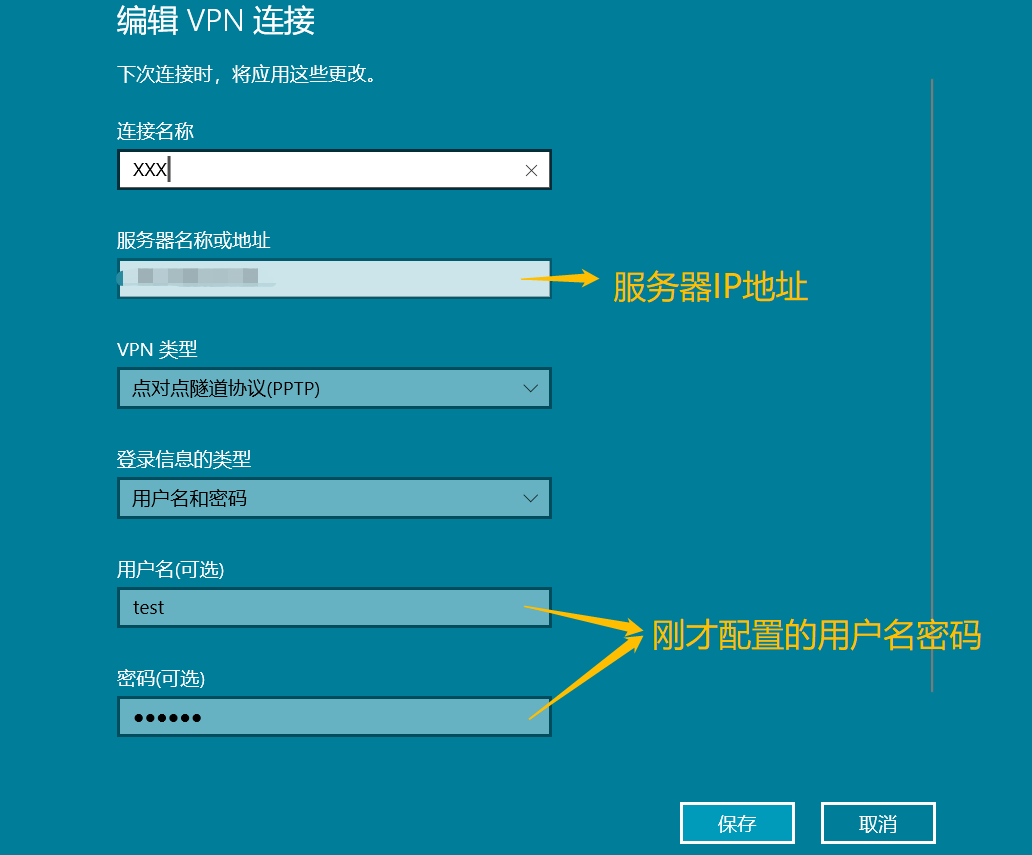 编辑 VPN 连接
下次连接时，将应用这些更改。
连接名称
XXX
服务器名称或地址
服务器IP地址
VPN 类型
点对点隧道协议(PPTP)
登录信息的类型
用户名和密码
用户名(可选)
test
刚才配置的用户名密码
密码(可选)
●●●●●●
保存
取消